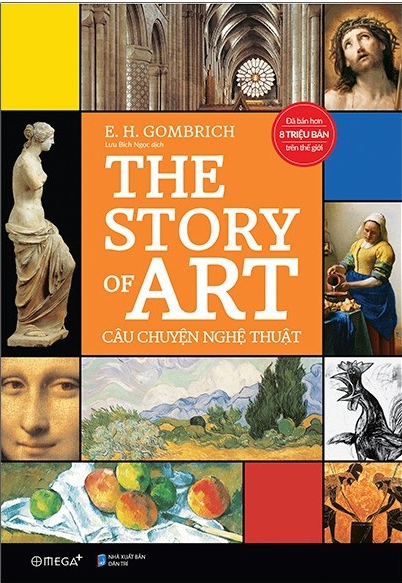 E. H. GOMBRICH
Lưu Bích Ngọc dịch
Đã bán hơn
8 TRIỆU BẢN
trên thế giới
THE
STORY
OF ART
CÂU CHUYỆN NGHỆ THUẬT
OMEGA+
NHÀ XUẤT BẢN
DÂN TRÍ